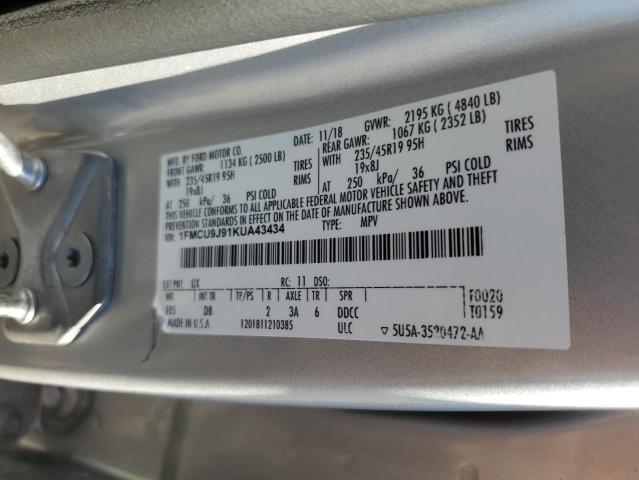 MFD. BY FORD MOTOR CO.
DATE: 11/18 GVWR: 2195 KG ( 4840 LB)
FRONT GAWR: 1134 KG ( 2500 LB)
REAR GAWR: 1067 KG ( 2352 LB)
WITH 235/45R19 95H TIRES
WITH 235/45R19 95H TIRES
19x8J RIMS
19x8J RIMS
AT 250 kPa/ 36 PSI COLD
AT 250 kPa/ 36 PSI COLD
THIS VEHICLE CONFORMS TO ALL APPLICABLE FEDERAL MOTOR VEHICLE SAFETY AND THEFT
PREVENTION STANDARDS IN EFFECT ON THE DATE OF MANUFACTURE SHOWN ABOVE.
VIN: 1FMCU9J91KUA43434 TYPE: MPV
EXT PNT: UX RC: 11 DSO:
WB INT TR TP/PS R AXLE TR SPR
105 DB 2 3A 6 DDCC
F0020
T0159
MADE IN U.S.A. 1201811210385 ULC ▽ 5U5A-3520472-AA